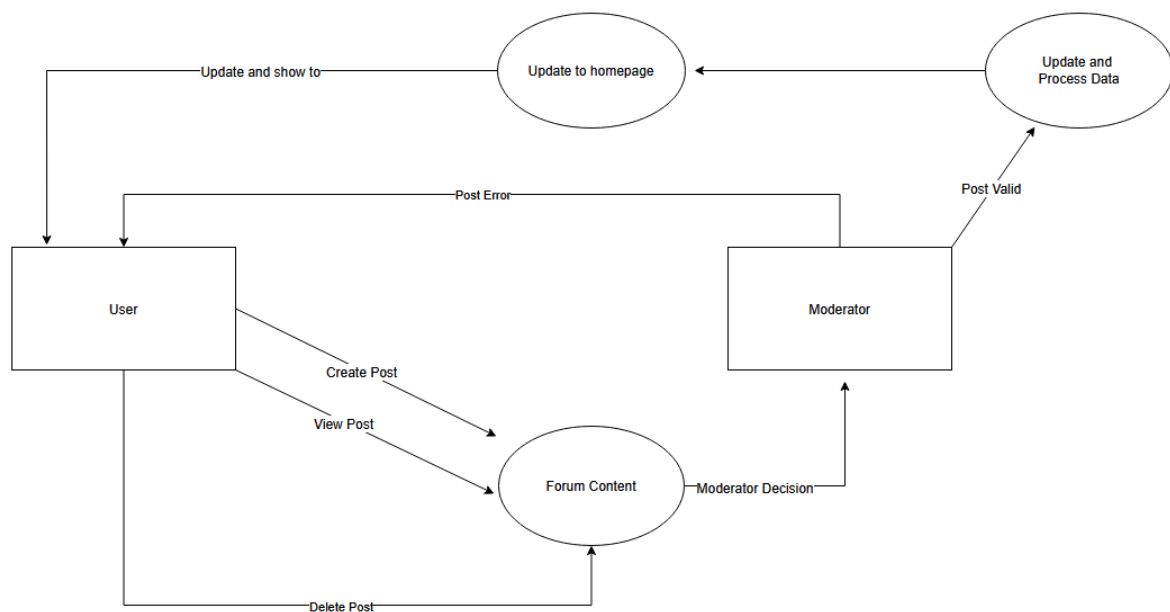 Update and show to
Update to homepage
Update and
Process Data
Post Error
Post Valid
User
Moderator
Create Post
View Post
Forum Content
Moderator Decision
Delete Post